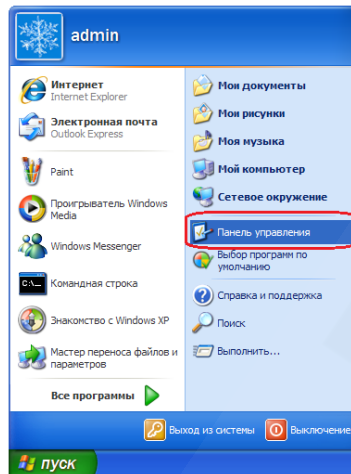 admin
Интернет
Internet Explorer
Электронная почта
Outlook Express
Paint
Проигрыватель Windows
Media
Windows Messenger
C:\_
Командная строка
Знакомство с Windows XP
Мастер переноса файлов и
параметров
Все программы
Мои документы
Мои рисунки
Моя музыка
Мой компьютер
Сетевое окружение
Панель управления
Выбор программ по
умолчанию
Справка и поддержка
Поиск
Выполнить...
Выход из системы
Выключение
пуск